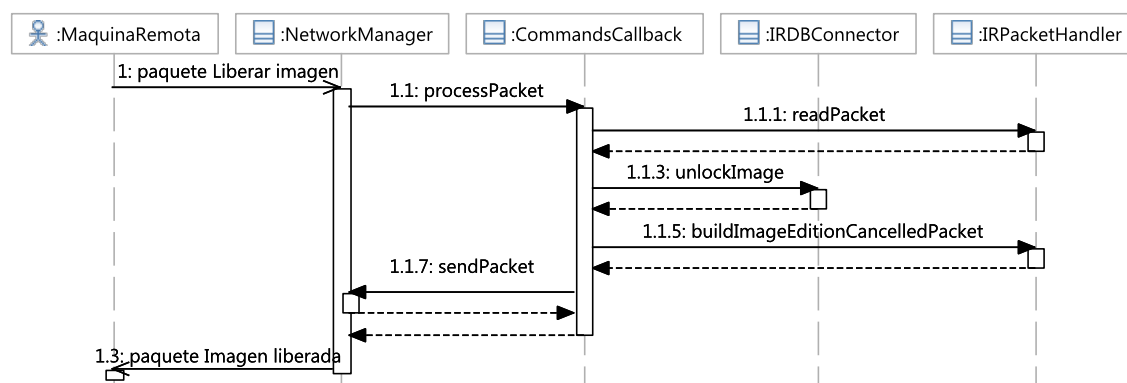 :MaquinaRemota :NetworkManager :CommandsCallback :IRDBConnector :IRPacketHandler
1: paquete Liberar imagen
1.1: processPacket
1.1.1: readPacket
1.1.3: unlockImage
1.1.5: buildImageEditionCancelledPacket
1.1.7: sendPacket
1.3: paquete Imagen liberada